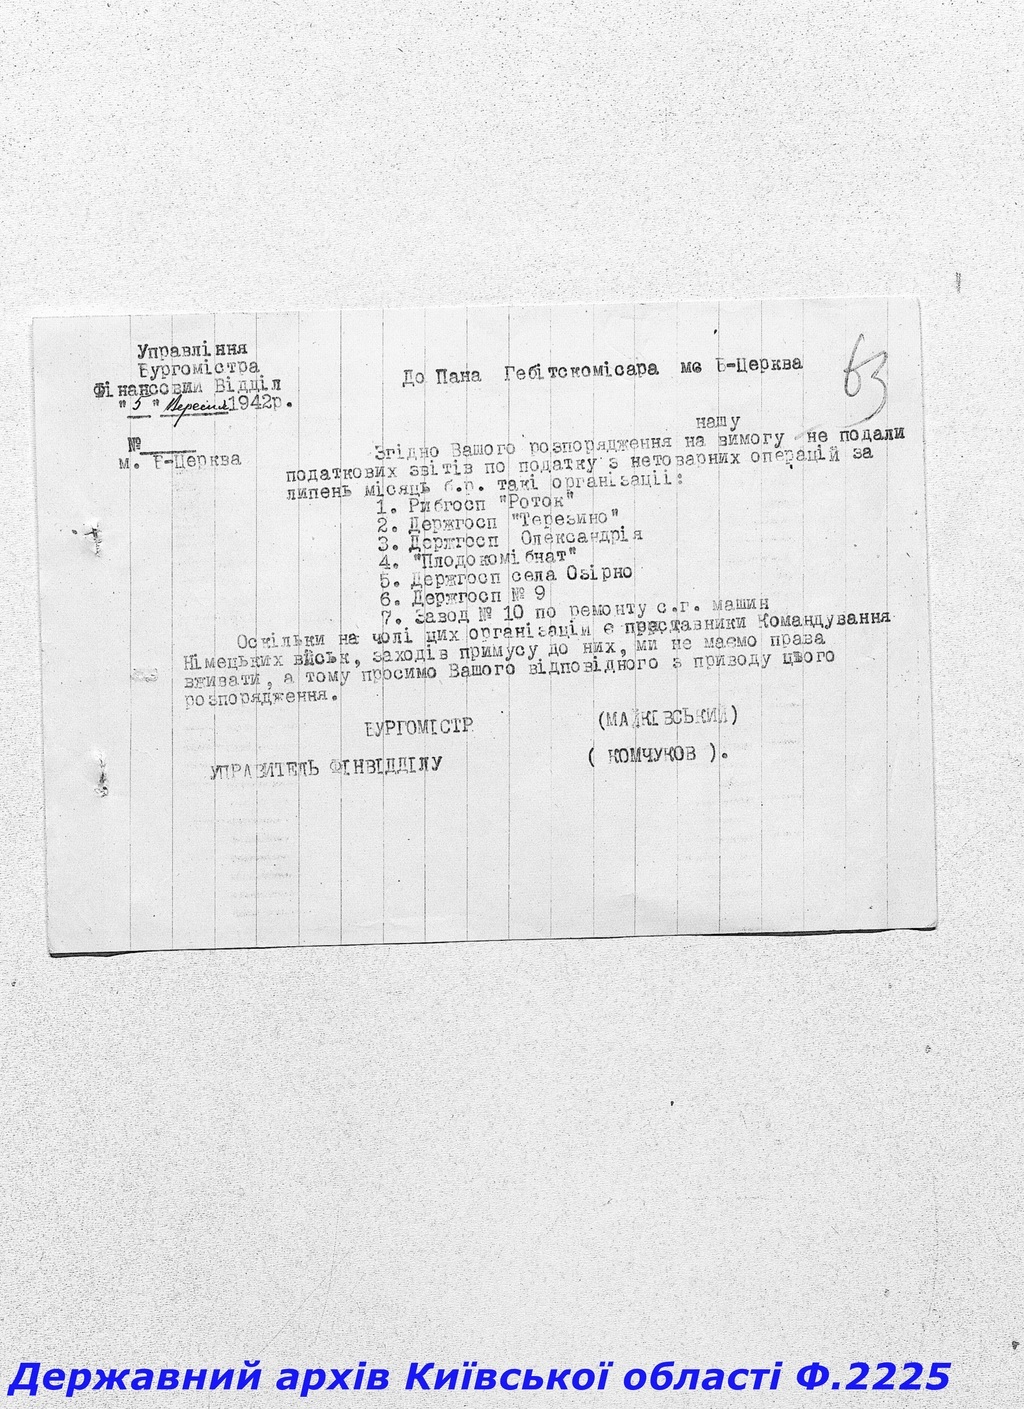 Управління
Бургомістра
Фінансовий Відділ
"5" Вересня 1942р.
№
м. Б-Церква
До Пана Гебітскомісара м. Б-Церква
63
нашу
Згідно Вашого розпорядження на вимогу не подали
податкових звітів по податку з нетоварних операцій за
липень місяць б.р. такі організації:
1. Рибгосп "Роток"
2. Держгосп "Терезино"
3. Держгосп Олександрія
4. "Плодокомібнат"
5. Держгосп села Озірно
6. Держгосп № 9
7. Завод № 10 по ремонту с.г. машин
Оскільки на чолі цих організацій є представники Командування
Німецьких військ, заходів примусу до них, ми не маємо права
вживати, а тому просимо Вашого відповідного з приводу цього
розпорядження.
БУРГОМІСТР (МАЙКІВСЬКИЙ)
УПРАВИТЕЛЬ ФІНВІДДІЛУ ( КОМЧУКОВ ).
Державний архів Київської області Ф.2225